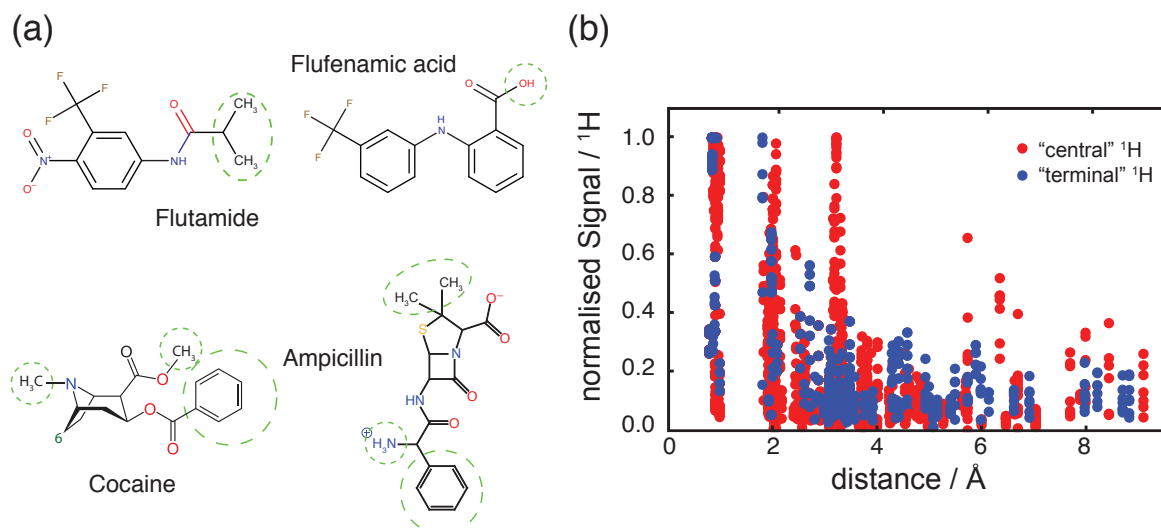 (a)
Flutamide
F
F
F
O
CH₃
CH₃
NH
N⁺
O
O⁻
Flufenamic acid
O
OH
H
N
F
F
F
Cocaine
H₃C
N
O
O
CH₃
O
O
6
Ampicillin
H₃C
CH₃
O⁻
O
S
N
O
HN
O
⊕
H₃N
(b)
normalised Signal / ¹H
1.0
0.8
0.6
0.4
0.2
0.0
0
2
4
6
8
distance / Å
“central” ¹H
“terminal” ¹H